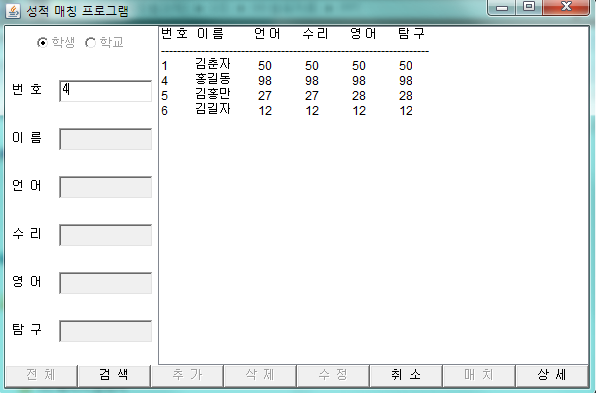 성적 매칭 프로그램
학생 학교
번 호 4
이 름
언 어
수 리
영 어
탐 구
번 호 이 름 언 어 수 리 영 어 탐 구
1 김춘자 50 50 50 50
4 홍길동 98 98 98 98
5 김홍만 27 27 28 28
6 김길자 12 12 12 12
전 체 검 색 추 가 삭 제 수 정 취 소 매 치 상 세